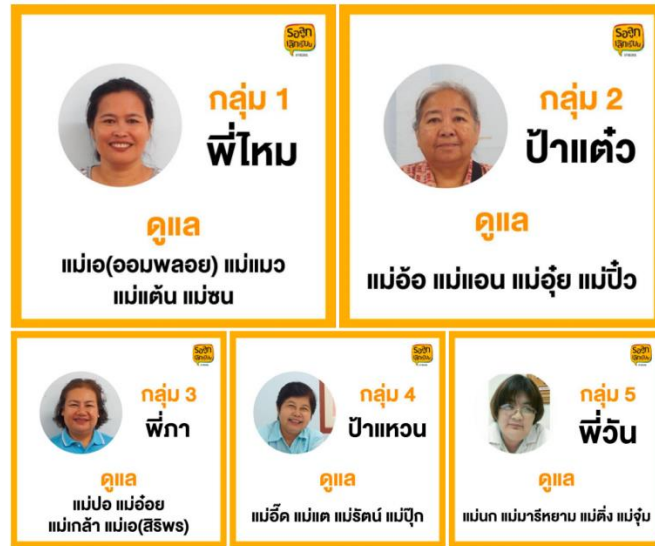 กลุ่ม 1
พี่ไหม
ดูแล
แม่เอ(ออมพลอย) แม่แมว
แม่แต้น แม่ซน
กลุ่ม 2
ป้าแต๋ว
ดูแล
แม่อ้อ แม่แอน แม่อุ๋ย แม่ปิ๋ว
กลุ่ม 3
พี่ภา
ดูแล
แม่ปอ แม่อ๋อย
แม่เกล้า แม่เอ(สิริพร)
กลุ่ม 4
ป้าแหวน
ดูแล
แม่อี๊ด แม่แต แม่รัตน์ แม่ปุ๊ก
กลุ่ม 5
พี่วัน
ดูแล
แม่นก แม่มารีหยาม แม่ติ่ง แม่จุ๋ม